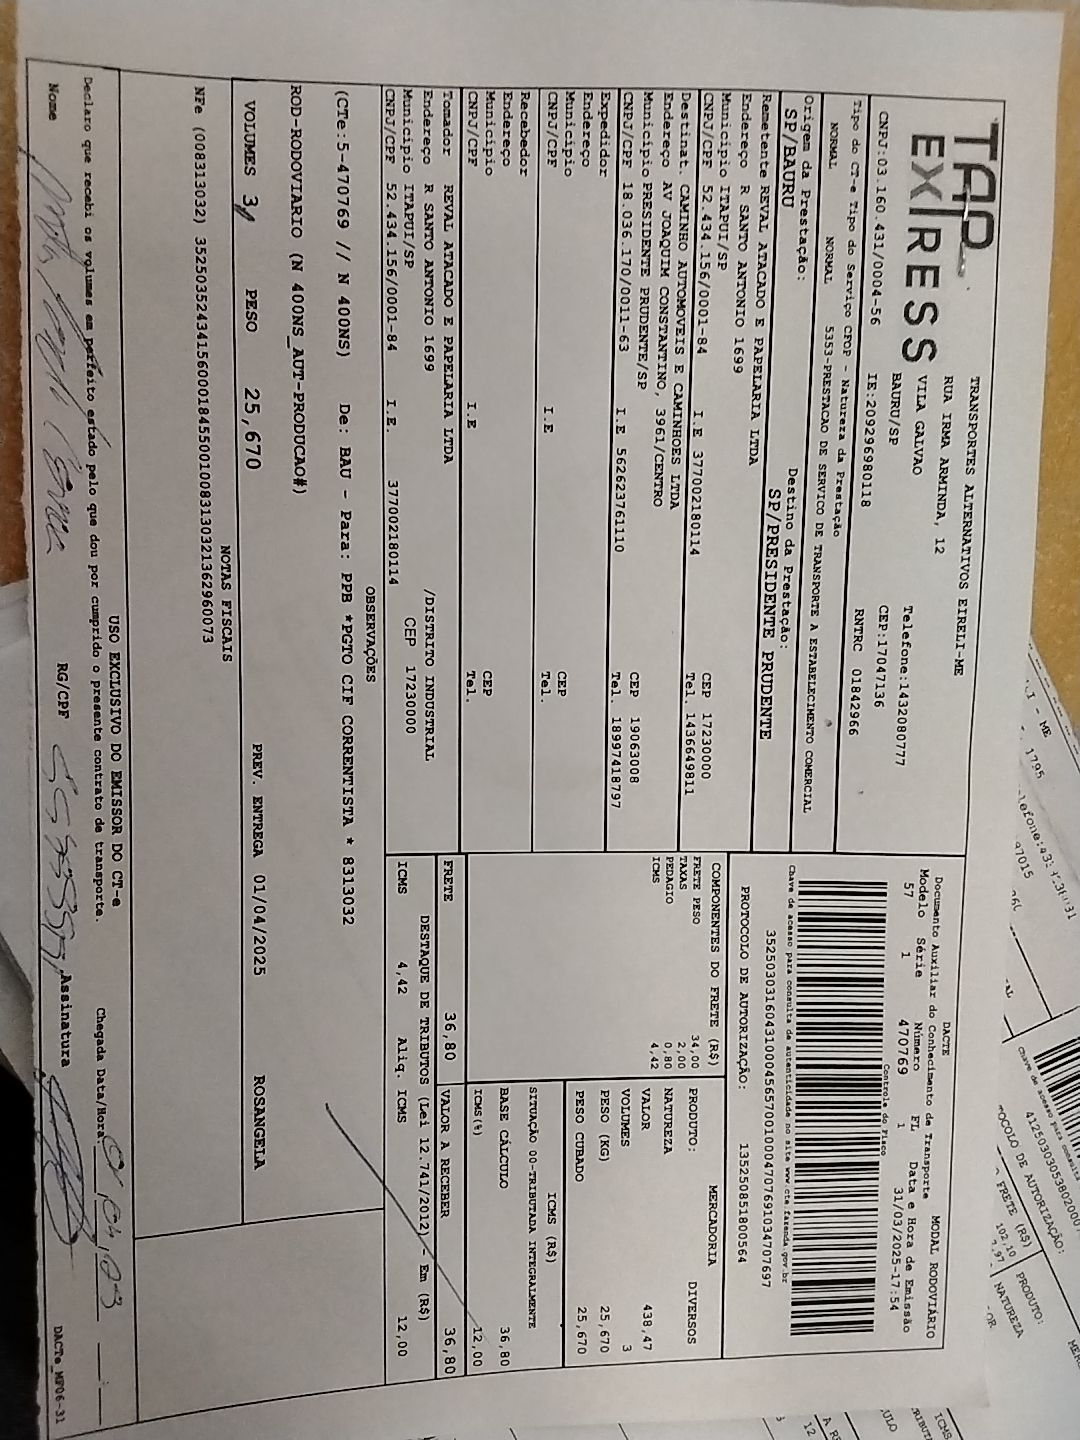 TAP EXPRESS
TRANSPORTES ALTERNATIVOS EIRELI-ME
RUA IRMA ARMINDA, 12
VILA GALVAO
BAURU/SP
Telefone:1432080777
CEP:17047136
CNPJ:03.160.431/0004-56 IE:209296980118 RNTRC 01842966
Tipo do CT-e Tipo do Serviço CFOP - Natureza da Prestação
NORMAL NORMAL 5353-PRESTACAO DE SERVICO DE TRANSPORTE A ESTABELECIMENTO COMERCIAL
Origem da Prestação: Destino da Prestação:
SP/BAURU SP/PRESIDENTE PRUDENTE
DACTE MODAL RODOVIÁRIO
Documento Auxiliar do Conhecimento de Transporte
Modelo Série Número FL Data e Hora de Emissão
57 1 470769 1 31/03/2025-17:54
Controle do Fisco
Chave de acesso para consulta de autenticidade no site www.cte.fazenda.gov.br
PROTOCOLO DE AUTORIZAÇÃO: 135250851800564
Remetente REVAL ATACADO E PAPELARIA LTDA
Endereço R SANTO ANTONIO 1699
Município ITAPUI/SP CEP 17230000
CNPJ/CPF 52.434.156/0001-84 I.E 377002180114 Tel. 1436649811
Destinat. CAMINHO AUTOMOVEIS E CAMINHOES LTDA
Endereço AV JOAQUIM CONSTANTINO, 3961/CENTRO
Município PRESIDENTE PRUDENTE/SP CEP 19063008
CNPJ/CPF 18.036.170/0011-63 I.E 562623761110 Tel. 18997418797
Expedidor
Endereço
Município CEP
CNPJ/CPF I.E Tel.
Recebedor
Endereço
Município CEP
CNPJ/CPF I.E Tel.
Tomador REVAL ATACADO E PAPELARIA LTDA
Endereço R SANTO ANTONIO 1699 /DISTRITO INDUSTRIAL
Município ITAPUI/SP CEP 17230000
CNPJ/CPF 52.434.156/0001-84 I.E. 377002180114
COMPONENTES DO FRETE (R$)
FRETE PESO 34,00
TAXAS 2,00
PEDAGIO 0,80
ICMS 4,42
MERCADORIA
PRODUTO: DIVERSOS
NATUREZA
VALOR 438,47
VOLUMES 3
PESO (KG) 25,670
PESO CUBADO 25,670
ICMS (R$)
SITUAÇÃO 00-TRIBUTADA INTEGRALMENTE
BASE CÁLCULO 36,80
ICMS(%) 12,00
FRETE 36,80 VALOR A RECEBER 36,80
DESTAQUE DE TRIBUTOS (Lei 12.741/2012) - Em (R$)
ICMS 4,42 Aliq. ICMS 12,00
OBSERVAÇÕES
(CTe:5-470769 // N 400NS) De: BAU - Para: PPB *PGTO CIF CORRENTISTA * 8313032
ROD-RODOVIARIO (N 400NS_AUT-PRODUCAO#)
VOLUMES 3 PESO 25,670 PREV. ENTREGA 01/04/2025 ROSANGELA
NOTAS FISCAIS
NFe (008313032)
USO EXCLUSIVO DO EMISSOR DO CT-e
Declaro que recebi os volumes em perfeito estado pelo que dou por cumprido o presente contrato de transporte. Chegada Data/Hora:
Nome RG/CPF Assinatura
DACTe_MF06-31